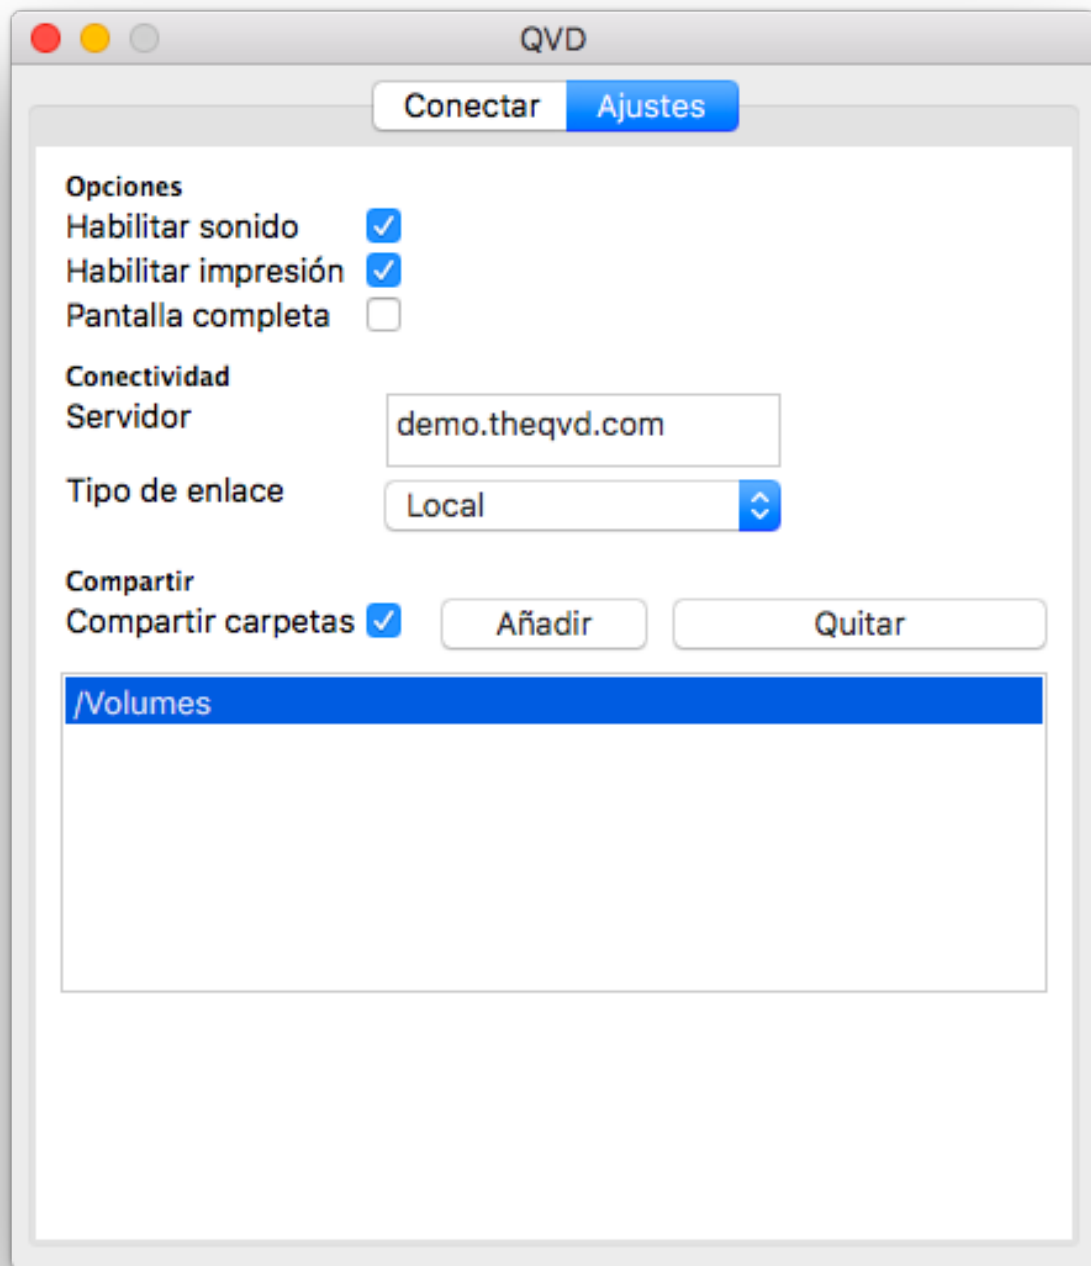 QVD
Conectar Ajustes
Opciones
Habilitar sonido
Habilitar impresión
Pantalla completa
Conectividad
Servidor demo.theqvd.com
Tipo de enlace Local
Compartir
Compartir carpetas Añadir Quitar
/Volumes